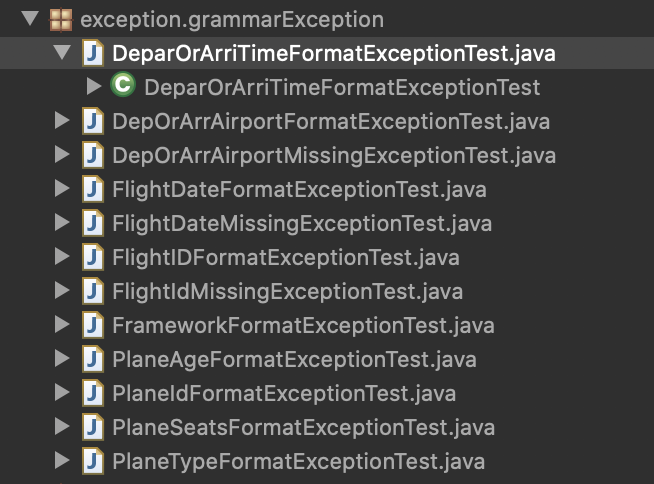 exception.grammarException
DeparOrArriTimeFormatExceptionTest.java
DeparOrArriTimeFormatExceptionTest
DepOrArrAirportFormatExceptionTest.java
DepOrArrAirportMissingExceptionTest.java
FlightDateFormatExceptionTest.java
FlightDateMissingExceptionTest.java
FlightIDFormatExceptionTest.java
FlightIdMissingExceptionTest.java
FrameworkFormatExceptionTest.java
PlaneAgeFormatExceptionTest.java
PlaneIdFormatExceptionTest.java
PlaneSeatsFormatExceptionTest.java
PlaneTypeFormatExceptionTest.java